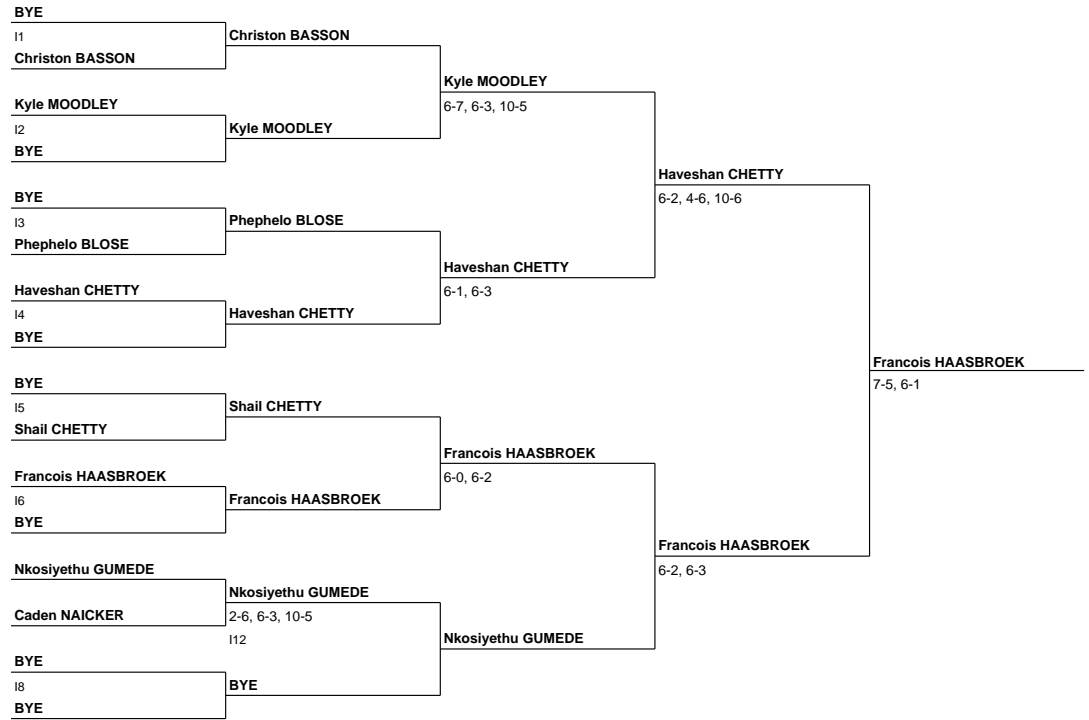 BYE
I1
Christon BASSON
Christon BASSON
Kyle MOODLEY
6-7, 6-3, 10-5
Kyle MOODLEY
I2
BYE
Kyle MOODLEY
Haveshan CHETTY
6-2, 4-6, 10-6
BYE
I3
Phephelo BLOSE
Phephelo BLOSE
Haveshan CHETTY
6-1, 6-3
Haveshan CHETTY
I4
BYE
Haveshan CHETTY
Francois HAASBROEK
7-5, 6-1
BYE
I5
Shail CHETTY
Shail CHETTY
Francois HAASBROEK
6-0, 6-2
Francois HAASBROEK
I6
BYE
Francois HAASBROEK
Francois HAASBROEK
6-2, 6-3
Nkosiyethu GUMEDE
Caden NAICKER
Nkosiyethu GUMEDE
2-6, 6-3, 10-5
I12
Nkosiyethu GUMEDE
BYE
I8
BYE
BYE